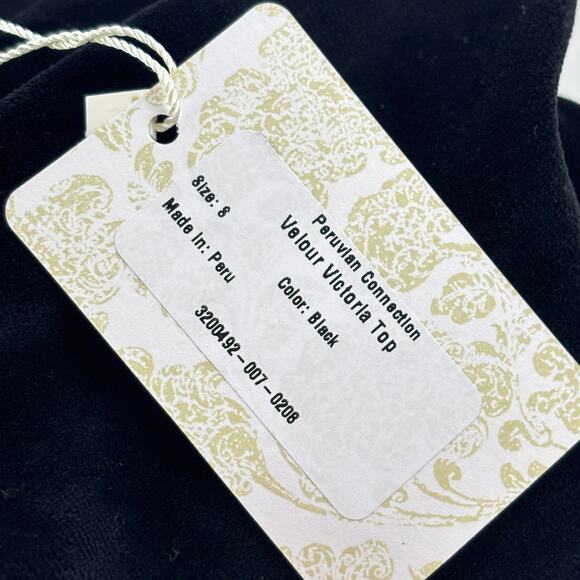 Peruvian Connection
Velour Victoria Top
Size: 8 Color: Black
Made In: Peru
3200492-007-0208